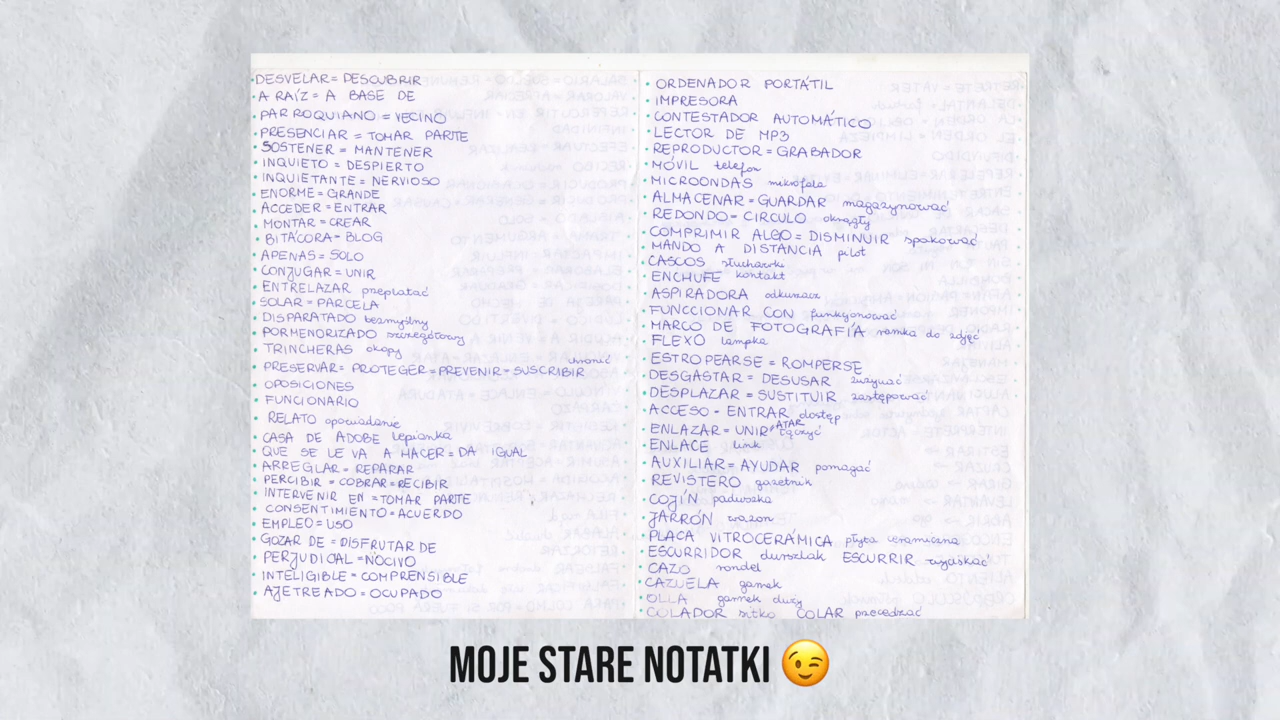 DESVELAR = DESCUBRIR
A RAÍZ = A BASE DE
PARROQUIANO = VECINO
PRESENCIAR = TOMAR PARTE
SOSTENER = MANTENER
INQUIETO = DESPIERTO
INQUIETANTE = NERVIOSO
ENORME = GRANDE
ACCEDER = ENTRAR
MONTAR = CREAR
BITÁCORA = BLOG
APENAS = SOLO
CONJUGAR = UNIR
ENTRELAZAR przeplatać
SOLAR = PARCELA
DISPARATADO bezmyślny
PORMENORIZADO szczegółowy
TRINCHERAS okopy
chronić
PRESERVAR = PROTEGER = PREVENIR = SUSCRIBIR
OPOSICIONES
FUNCIONARIO
RELATO opowiadanie
CASA DE ADOBE lepianka
QUE SE LE VA A HACER = DA IGUAL
ARREGLAR = REPARAR
PERCIBIR = COBRAR = RECIBIR
INTERVENIR EN = TOMAR PARTE
CONSENTIMIENTO = ACUERDO
EMPLEO = USO
GOZAR DE = DISFRUTAR DE
PERJUDICIAL = NOCIVO
INTELIGIBLE = COMPRENSIBLE
AJETREADO = OCUPADO
ORDENADOR PORTÁTIL
IMPRESORA
CONTESTADOR AUTOMÁTICO
LECTOR DE MP3
REPRODUCTOR = GRABADOR
MÓVIL telefon
MICROONDAS mikrofala
ALMACENAR = GUARDAR magazynować
REDONDO = CIRCULO okrągły
COMPRIMIR ALGO = DISMINUIR spakować
MANDO A DISTANCIA pilot
CASCOS słuchawki
ENCHUFE kontakt
ASPIRADORA odkurzacz
FUNCCIONAR CON funkcjonować
MARCO DE FOTOGRAFÍA ramka do zdjęć
FLEXO lampka
ESTROPEARSE = ROMPERSE
DESGASTAR = DESUSAR zużywać
DESPLAZAR = SUSTITUIR zastępować
ACCESO - ENTRAR dostęp
ENLAZAR = UNIR ATAR łączyć
ENLACE link
AUXILIAR = AYUDAR pomagać
REVISTERO gazetnik
COJÍN poduszka
JARRÓN wazon
PLACA VITROCERÁMICA płyta ceramiczna
ESCURRIDOR durszlak ESCURRIR wyciskać
CAZO rondel
CAZUELA garnek
OLLA garnek duży
COLADOR sitko COLAR przecedzać
MOJE STARE NOTATKI 😉